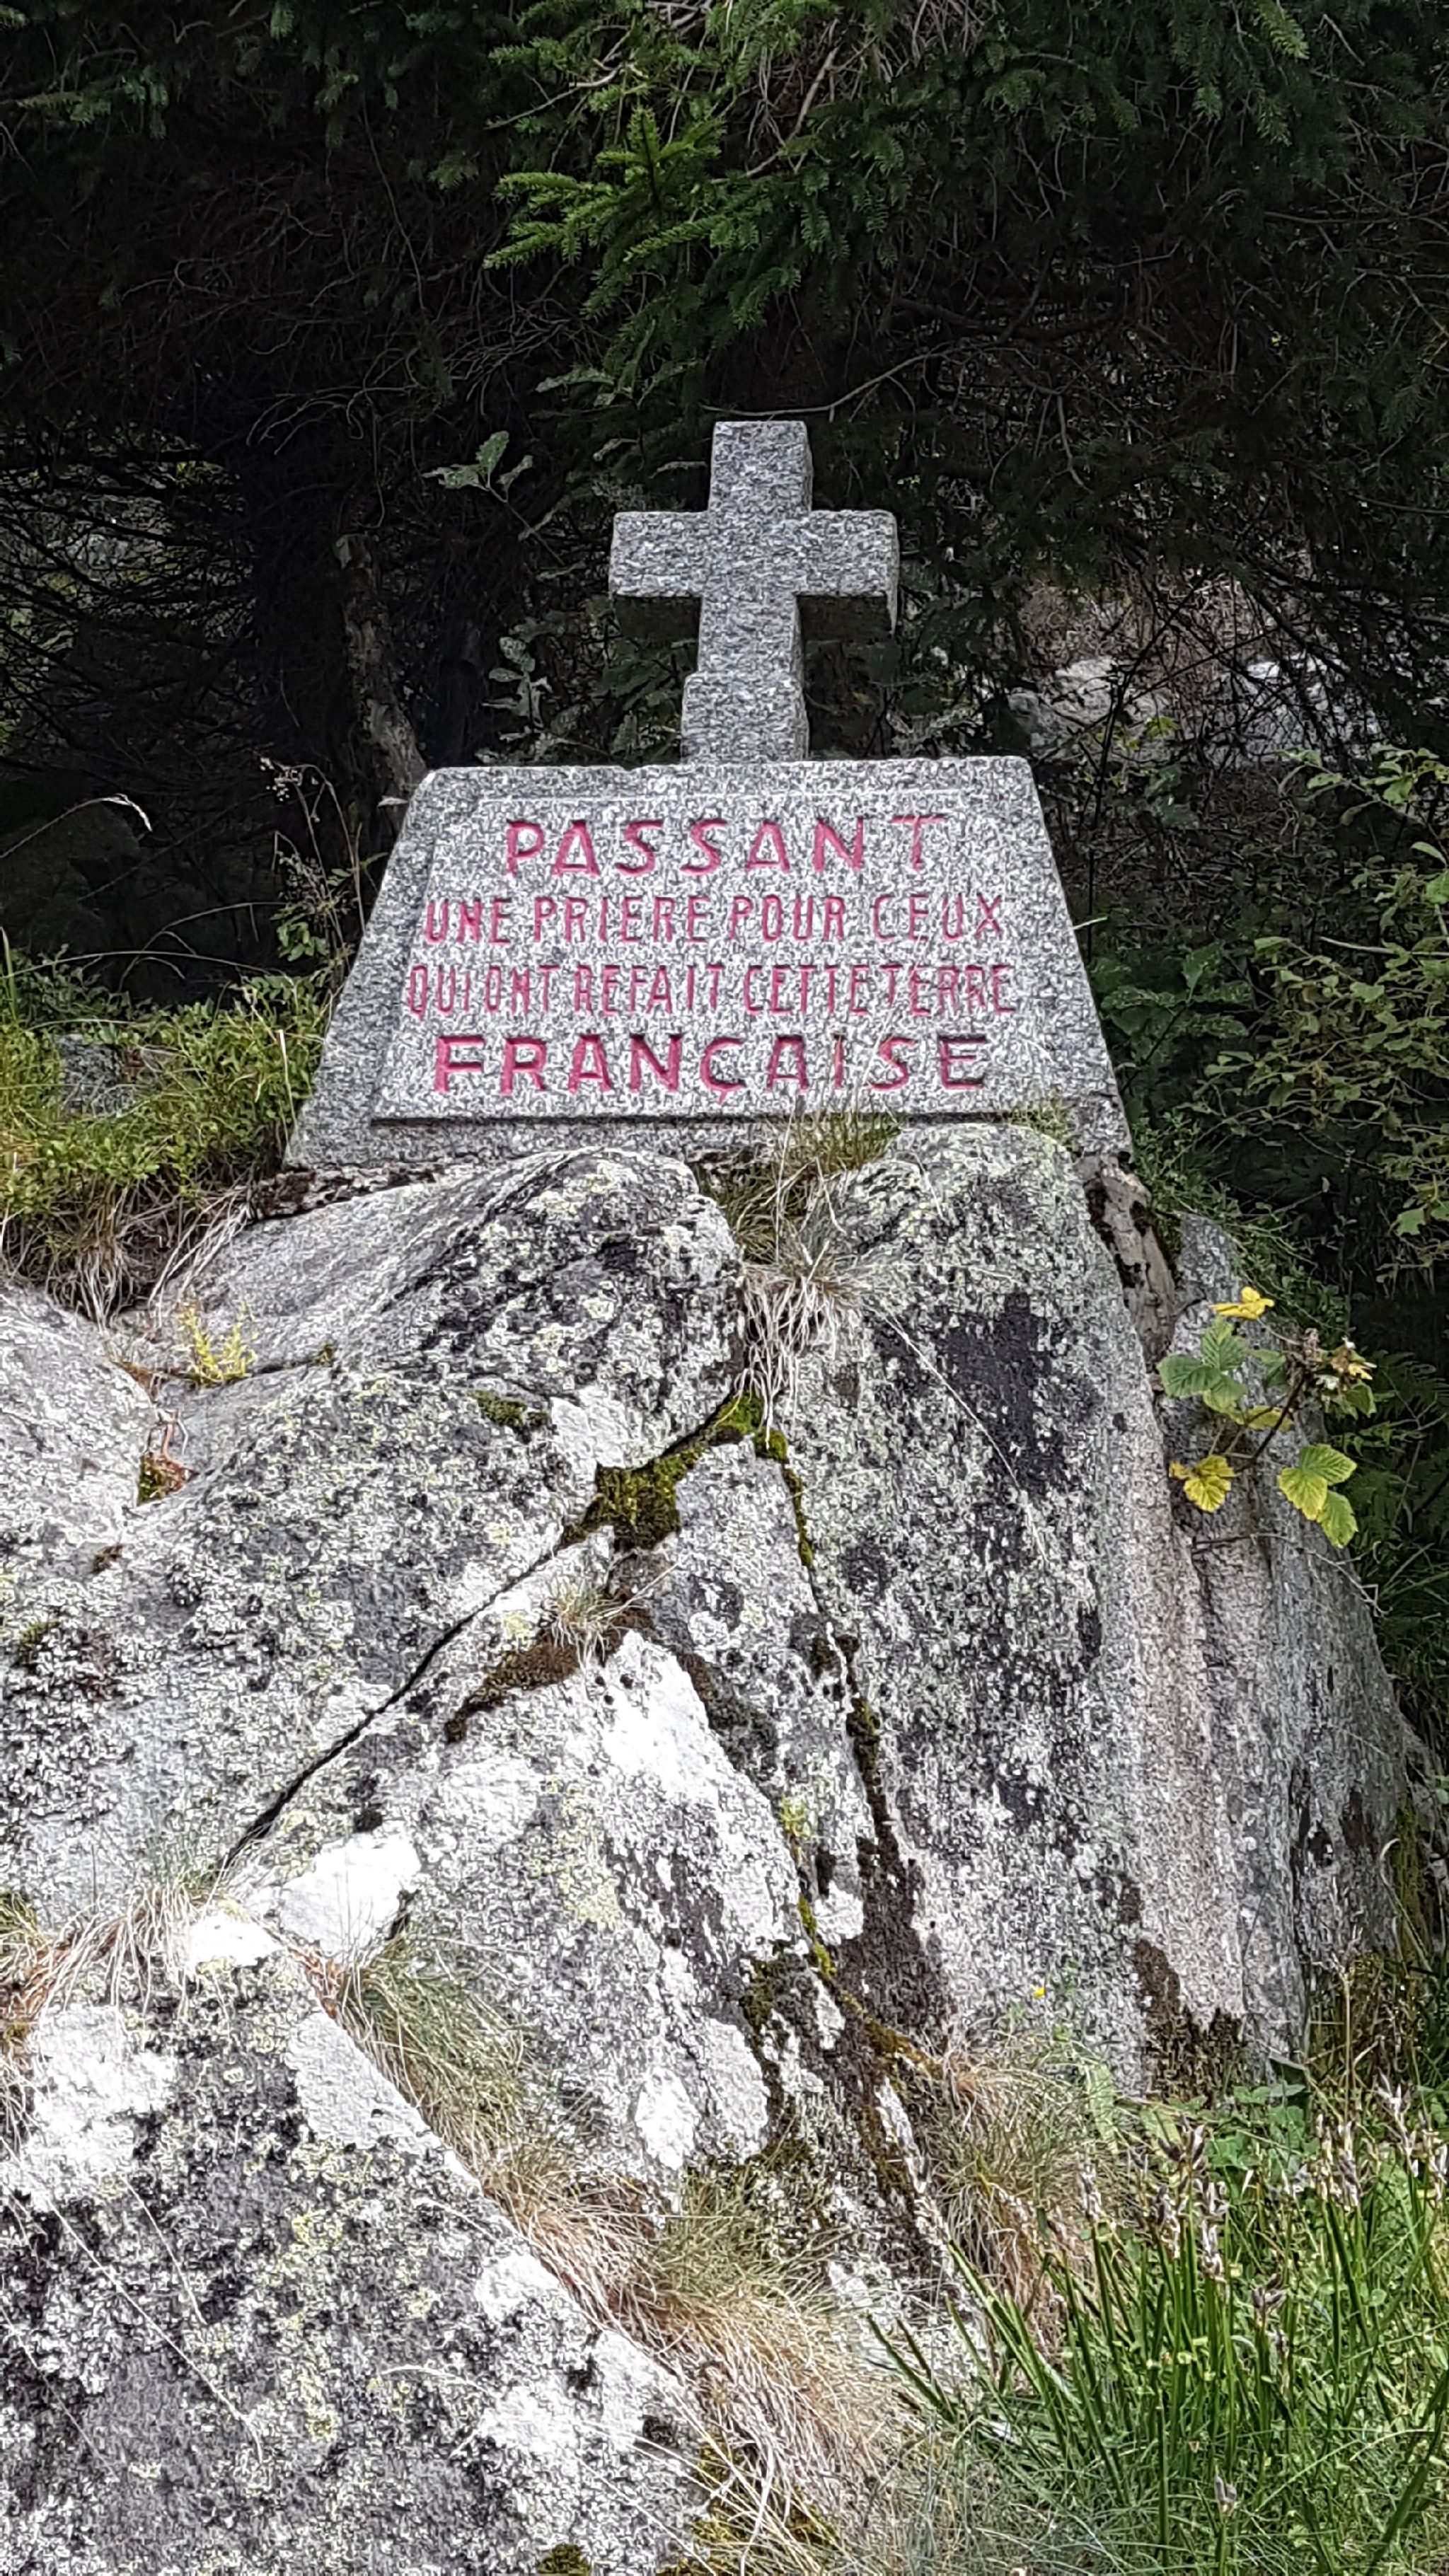 PASSANT
UNE PRIERE POUR CEUX
QUI ONT REFAIT CETTE TERRE
FRANÇAISE